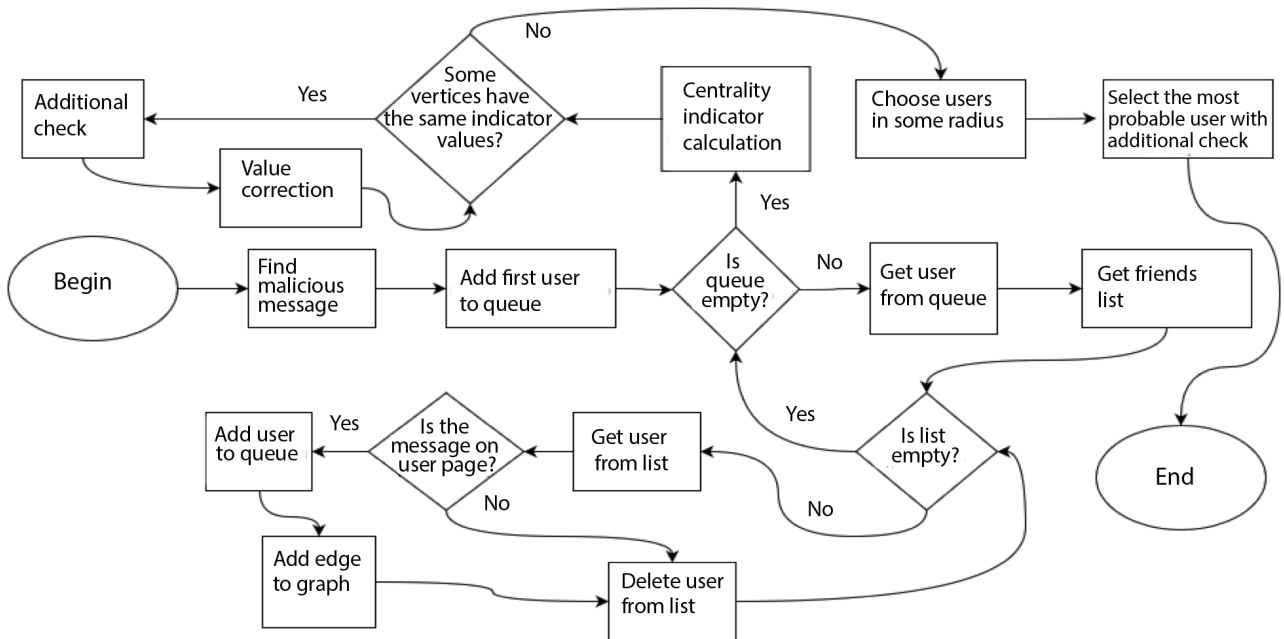 No
Some
vertices have
the same indicator
values?
Yes
Additional
check
Value
correction
Centrality
indicator
calculation
Choose users
in some radius
Select the most
probable user with
additional check
Yes
Begin
Find
malicious
message
Add first user
to queue
Is
queue
empty?
No
Get user
from queue
Get friends
list
Yes
Is list
empty?
No
Get user
from list
Is the
message on
user page?
Yes
Add user
to queue
No
Add edge
to graph
Delete user
from list
End